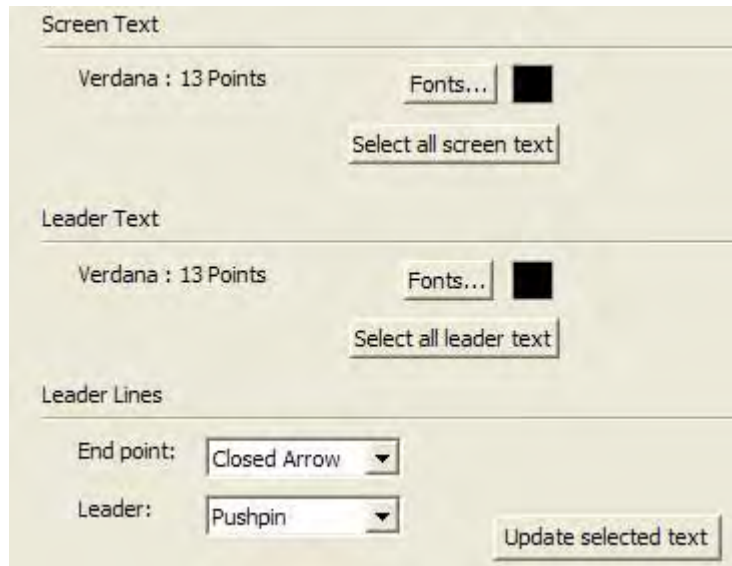 Screen Text
Verdana : 13 Points Fonts...
Select all screen text
Leader Text
Verdana : 13 Points Fonts...
Select all leader text
Leader Lines
End point: Closed Arrow
Leader: Pushpin
Update selected text